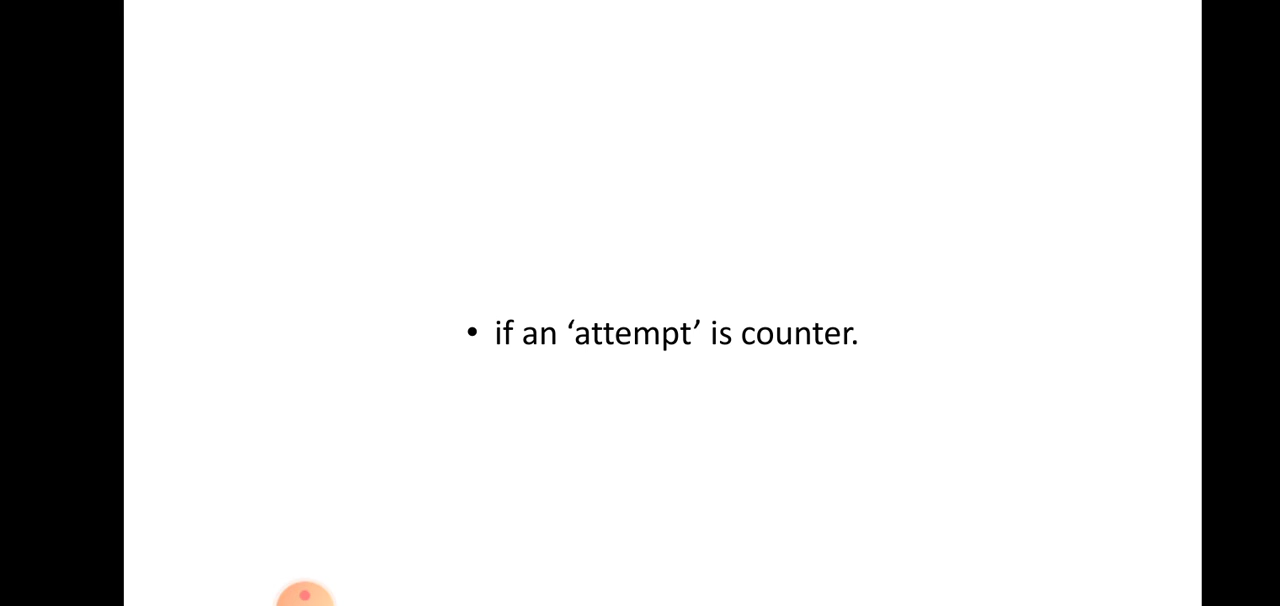 • if an ‘attempt’ is counter.